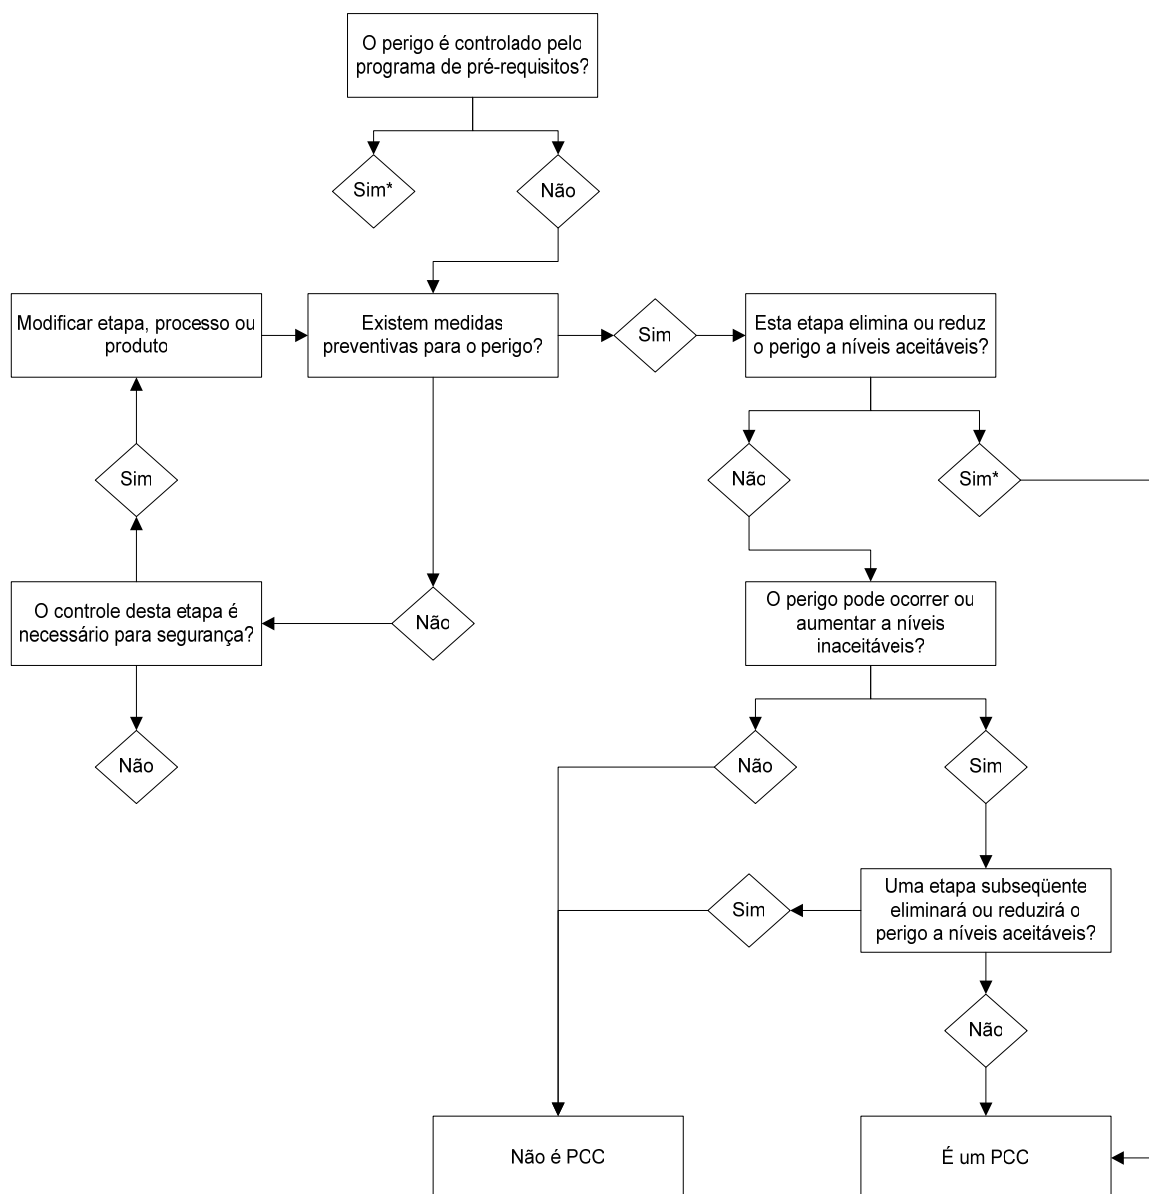 O perigo é controlado pelo
programa de pré-requisitos?
Sim*
Não
Modificar etapa, processo ou
produto
Existem medidas
preventivas para o perigo?
Sim
Esta etapa elimina ou reduz
o perigo a níveis aceitáveis?
Sim
Não
Sim*
O controle desta etapa é
necessário para segurança?
Não
O perigo pode ocorrer ou
aumentar a níveis
inaceitáveis?
Não
Não
Sim
Sim
Uma etapa subseqüente
eliminará ou reduzirá o
perigo a níveis aceitáveis?
Não
Não é PCC
É um PCC